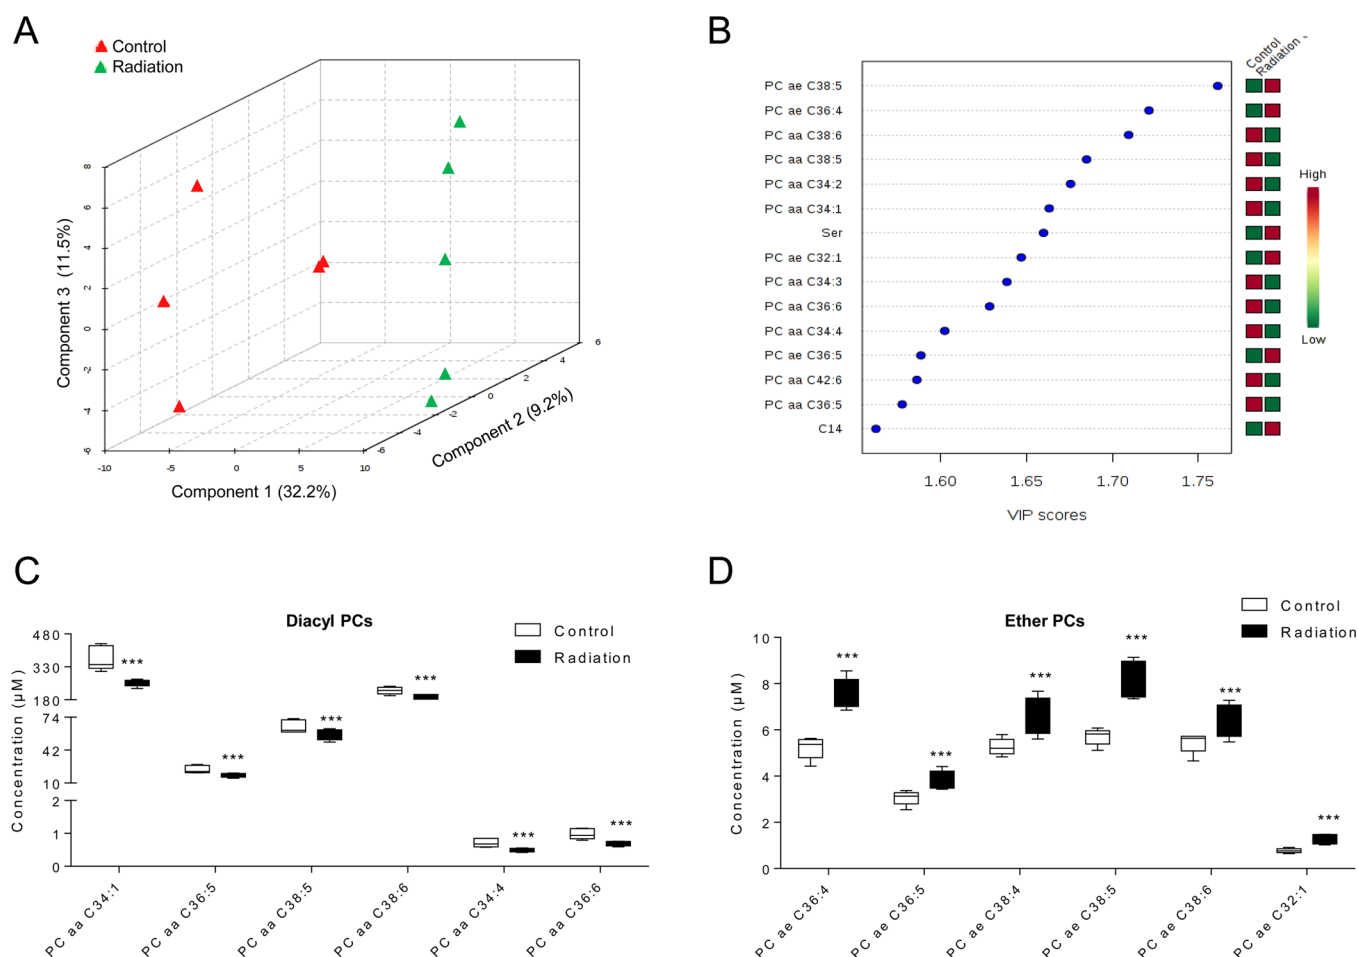 A
Control
Radiation
8
6
4
2
0
-2
-4
-6
Component 3 (11.5%)
-10
-5
0
5
10
Component 1 (32.2%)
-6
-4
-2
0
2
4
6
Component 2 (9.2%)
B
Control
Radiation
PC ae C38:5
PC ae C36:4
PC aa C38:6
PC aa C38:5
PC aa C34:2
PC aa C34:1
Ser
PC ae C32:1
PC aa C34:3
PC aa C36:6
PC aa C34:4
PC ae C36:5
PC aa C42:6
PC aa C36:5
C14
1.60
1.65
1.70
1.75
VIP scores
High
Low
C
Diacyl PCs
Control
Radiation
Concentration (µM)
480
330
180
74
42
10
2
1
0
***
***
***
***
***
***
PC aa C34:1
PC aa C36:5
PC aa C38:5
PC aa C38:6
PC aa C34:4
PC aa C36:6
D
Ether PCs
Control
Radiation
Concentration (µM)
10
8
6
4
2
0
***
***
***
***
***
***
PC ae C36:4
PC ae C36:5
PC ae C38:4
PC ae C38:5
PC ae C38:6
PC ae C32:1